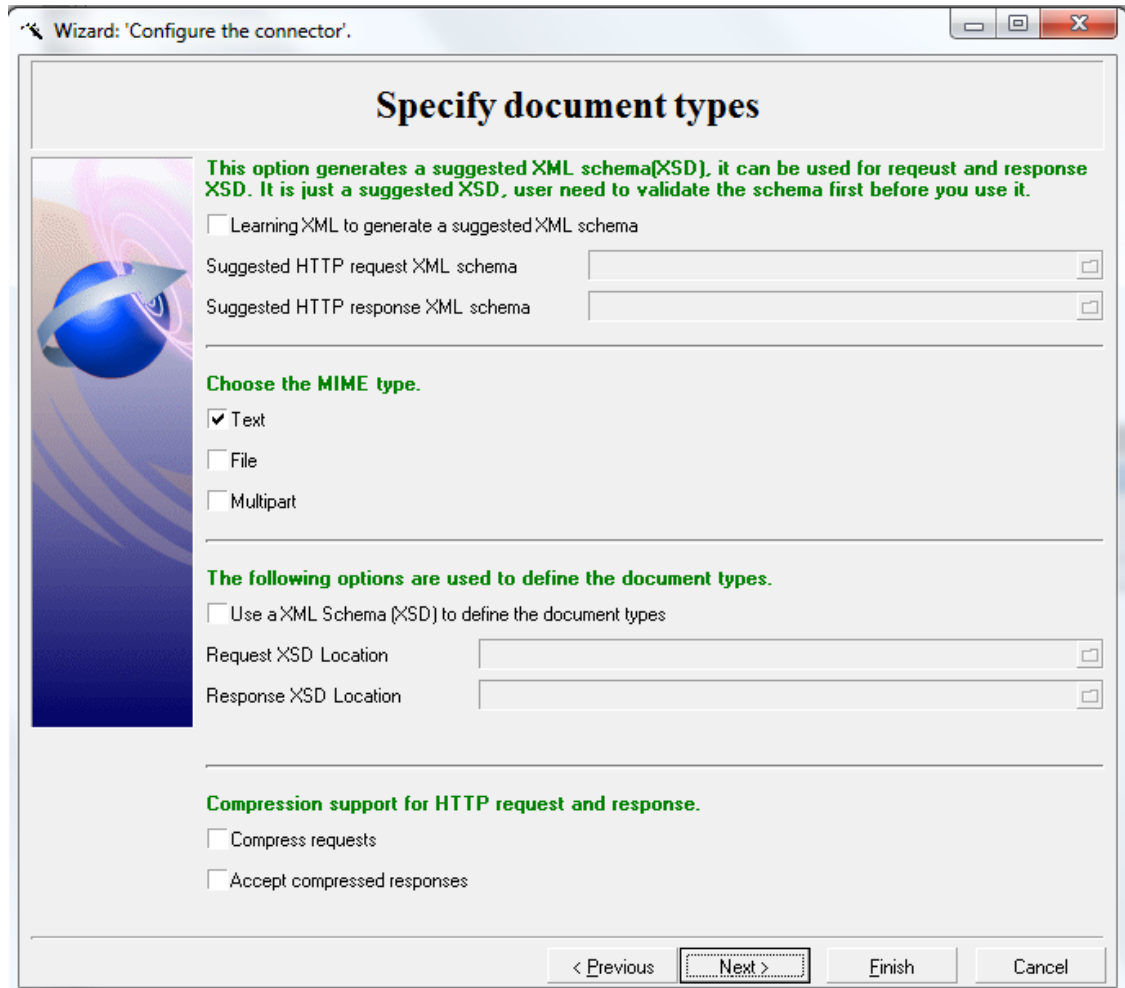 Wizard: 'Configure the connector'.
Specify document types
This option generates a suggested XML schema(XSD), it can be used for reqeust and response
XSD. It is just a suggested XSD, user need to validate the schema first before you use it.
Learning XML to generate a suggested XML schema
Suggested HTTP request XML schema
Suggested HTTP response XML schema
Choose the MIME type.
Text
File
Multipart
The following options are used to define the document types.
Use a XML Schema (XSD) to define the document types
Request XSD Location
Response XSD Location
Compression support for HTTP request and response.
Compress requests
Accept compressed responses
< Previous Next > Finish Cancel